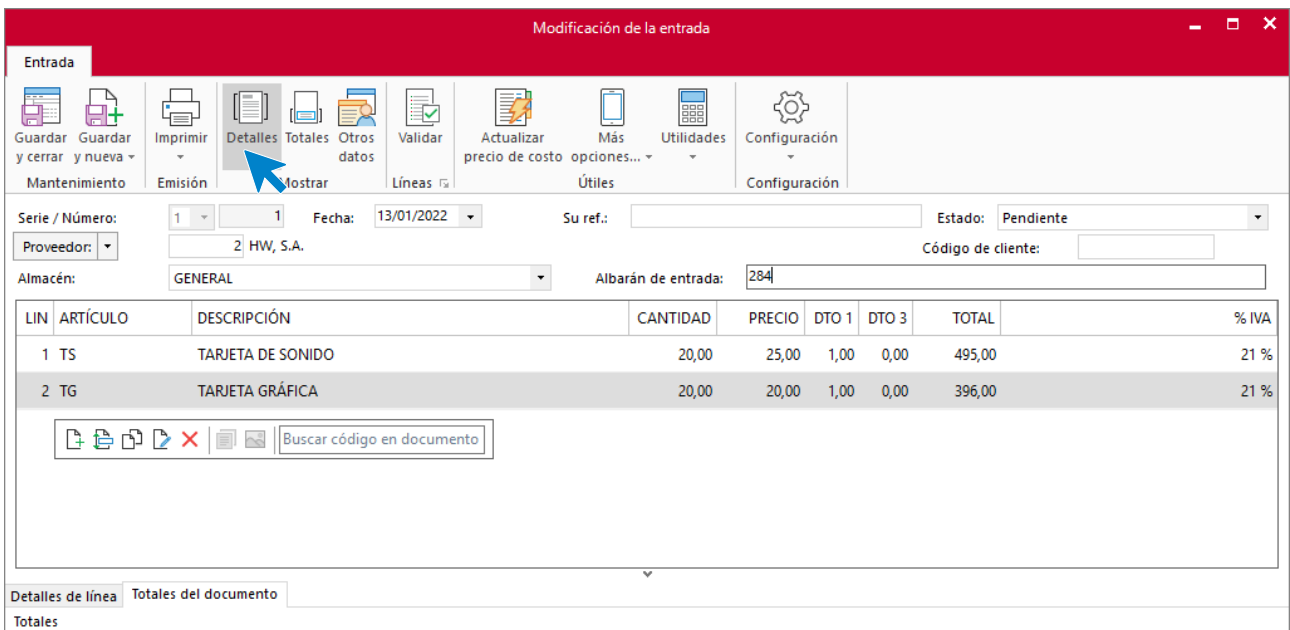 Modificación de la entrada
Entrada
Guardar y cerrar
Guardar y nueva
Imprimir
Detalles
Totales
Otros datos
Validar
Actualizar precio de costo
Más opciones...
Utilidades
Configuración
Mantenimiento
Emisión
Mostrar
Líneas
Útiles
Configuración
Serie / Número: 1 1 Fecha: 13/01/2022 Su ref.: Estado: Pendiente
Proveedor: 2 HW, S.A. Código de cliente:
Almacén: GENERAL Albarán de entrada: 284
LIN ARTÍCULO DESCRIPCIÓN CANTIDAD PRECIO DTO 1 DTO 3 TOTAL % IVA
1 TS TARJETA DE SONIDO 20,00 25,00 1,00 0,00 495,00 21 %
2 TG TARJETA GRÁFICA 20,00 20,00 1,00 0,00 396,00 21 %
Buscar código en documento
Detalles de línea Totales del documento
Totales